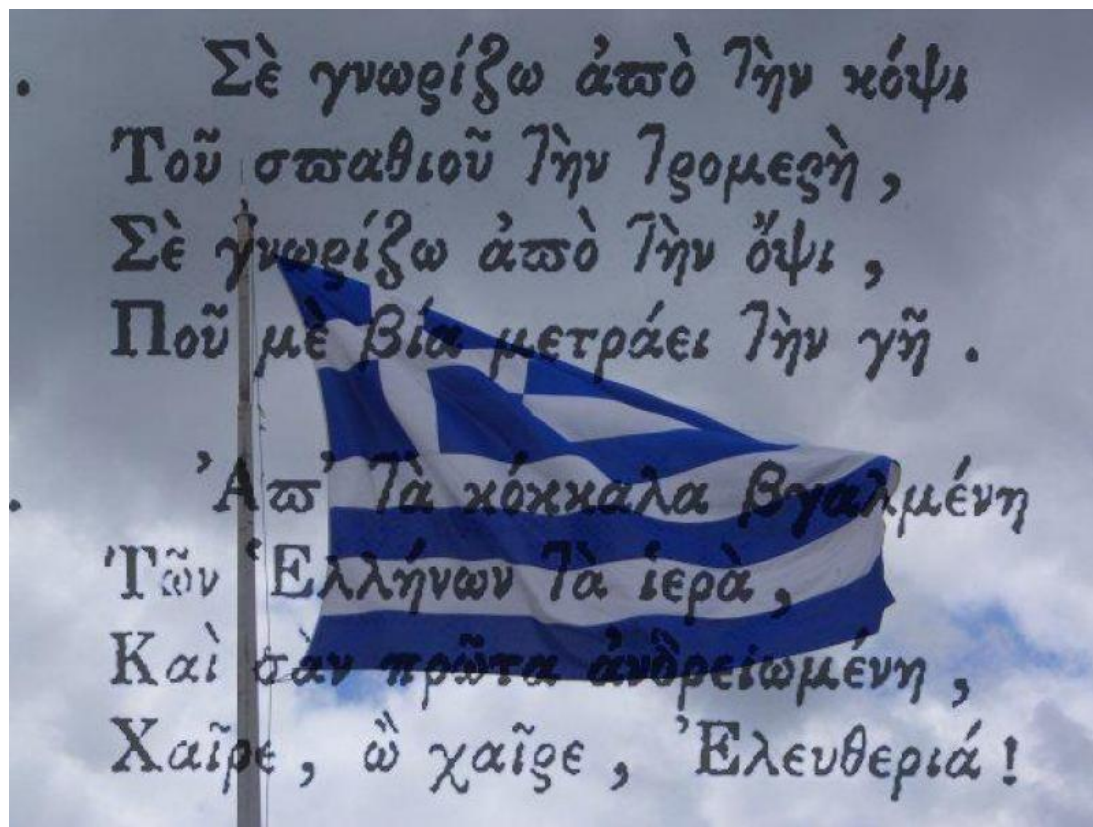 Σὲ γνωρίζω ἀπὸ τὴν κόψι
Τοῦ σπαθιοῦ τὴν τρομερὴ,
Σὲ γνωρίζω ἀπὸ τὴν ὄψι,
Ποῦ μὲ βία μετράει τὴν γῆ.
Ἀπ' τὰ κόκκαλα βγαλμένη
Τῶν Ἑλλήνων τὰ ἱερὰ,
Καὶ σὰν πρῶτα ἀνδρειωμένη,
Χαῖρε, ὢ χαῖρε, Ἐλευθεριά!